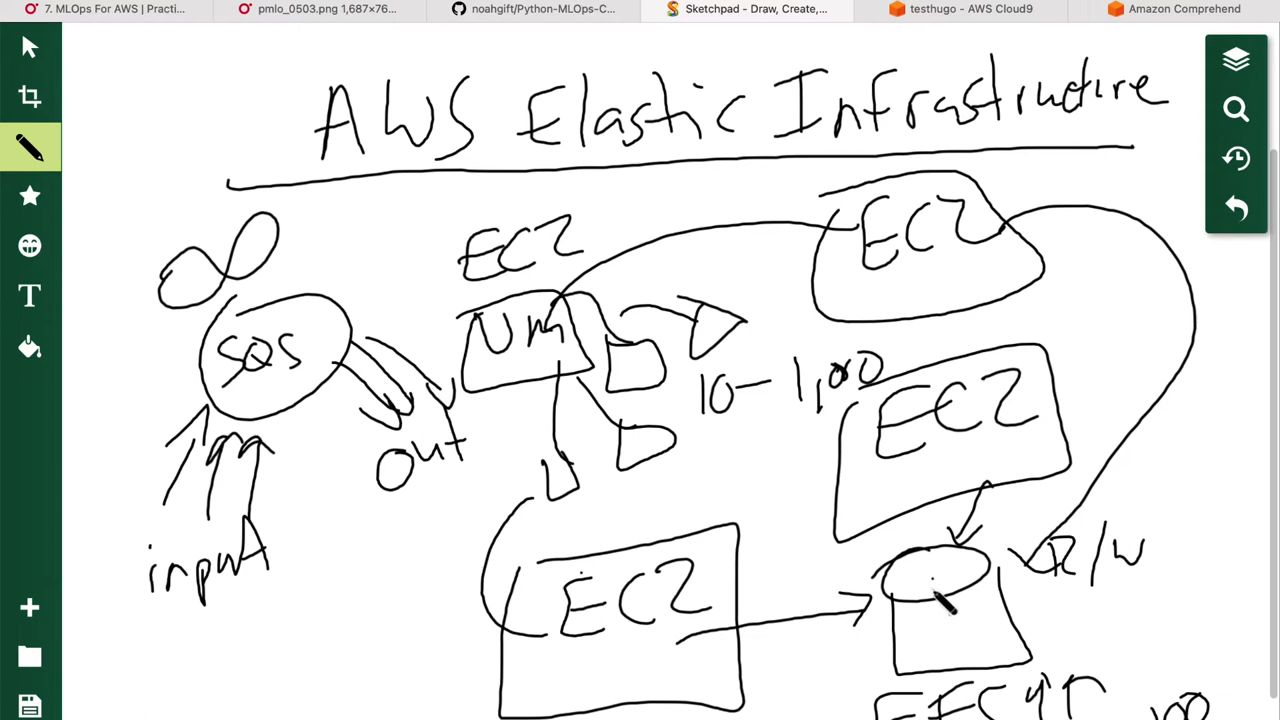 7. MLOps For AWS | Practi...
pmlo_0503.png 1,687×76...
noahgift/Python-MLOps-C...
Sketchpad - Draw, Create,...
testhugo - AWS Cloud9
Amazon Comprehend
AWS Elastic Infrastructure
EC2
EC2
SQS
VM
10-1,000
EC2
out
input
EC2
R/W